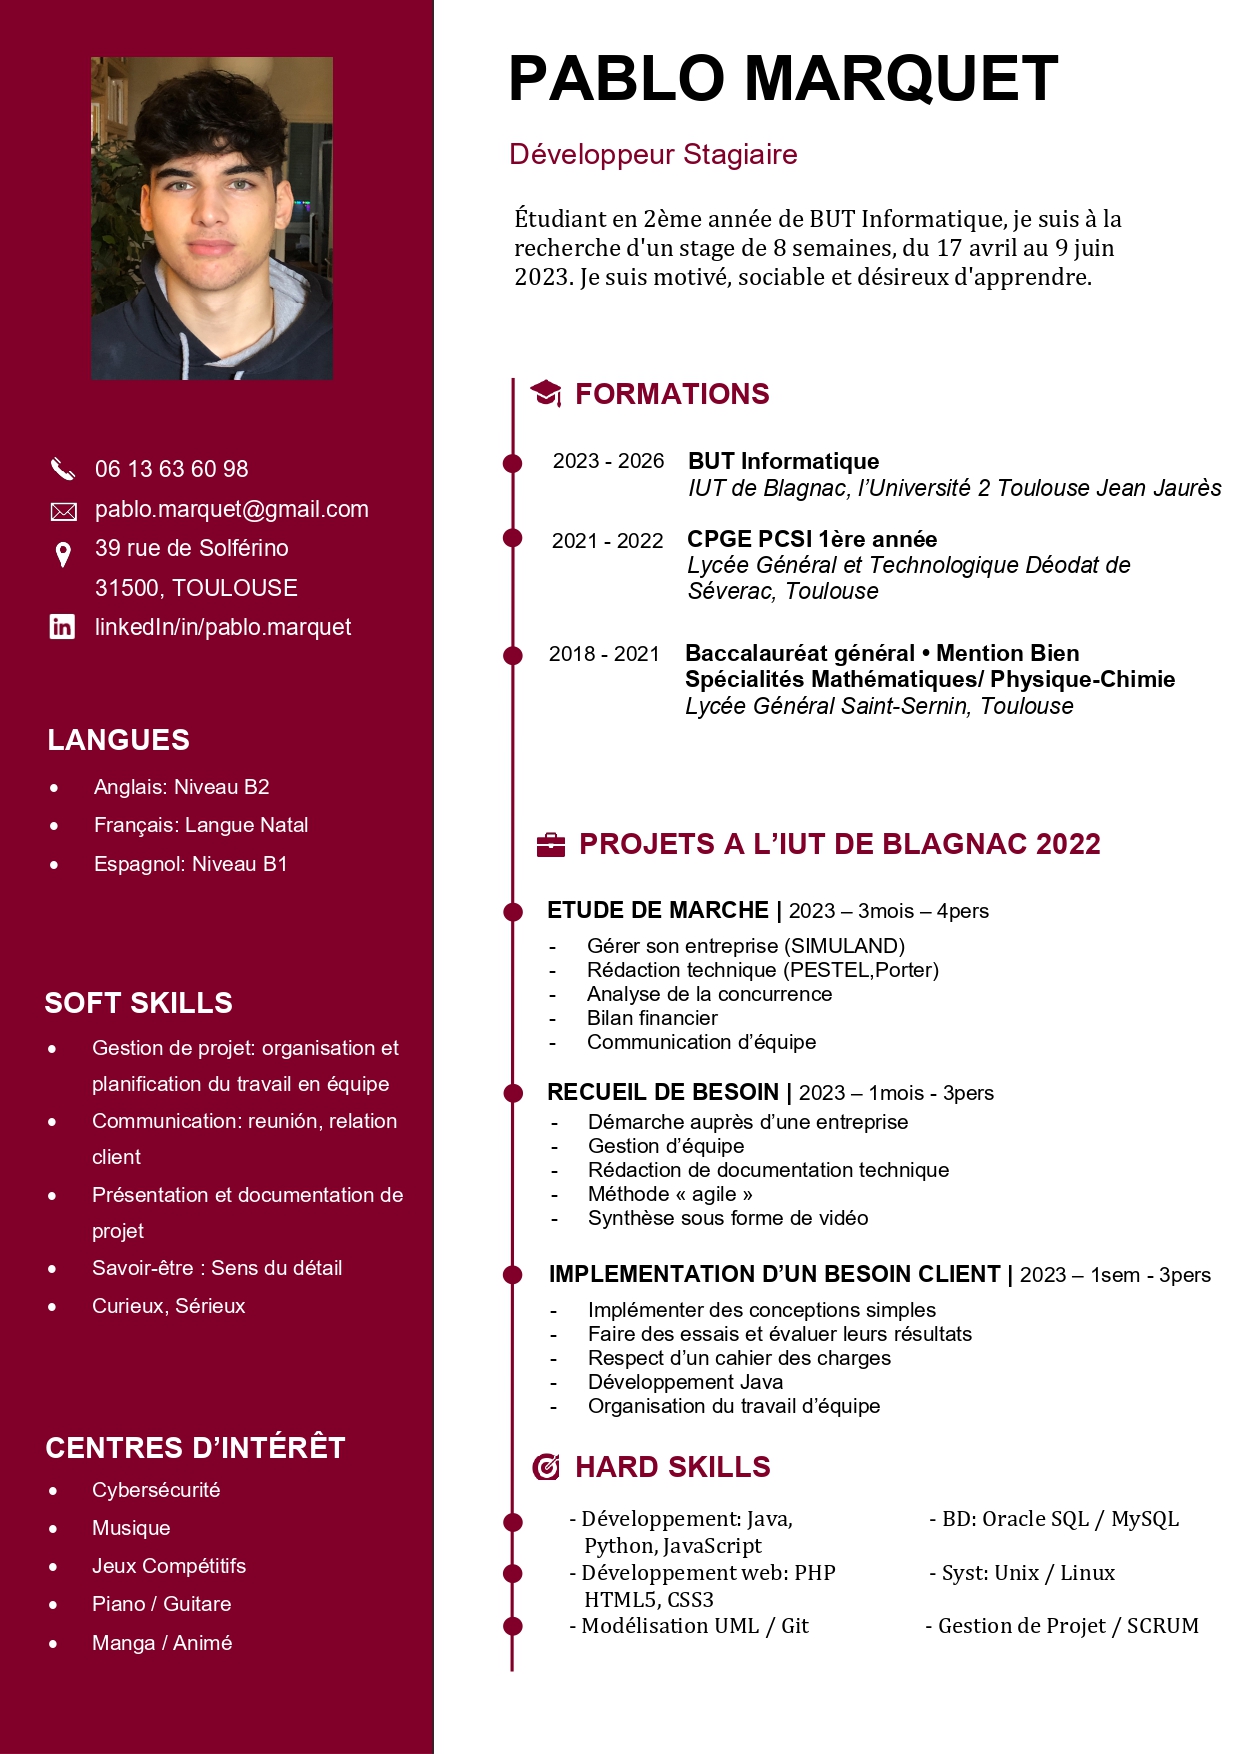 PABLO MARQUET
Développeur Stagiaire
Étudiant en 2ème année de BUT Informatique, je suis à la
recherche d'un stage de 8 semaines, du 17 avril au 9 juin
2023. Je suis motivé, sociable et désireux d'apprendre.
06 13 63 60 98
pablo.marquet@gmail.com
39 rue de Solférino
31500, TOULOUSE
in linkedIn/in/pablo.marquet
LANGUES
• Anglais: Niveau B2
• Français: Langue Natal
• Espagnol: Niveau B1
SOFT SKILLS
• Gestion de projet: organisation et
planification du travail en équipe
• Communication: reunión, relation
client
• Présentation et documentation de
projet
• Savoir-être : Sens du détail
• Curieux, Sérieux
CENTRES D’INTÉRÊT
• Cybersécurité
• Musique
• Jeux Compétitifs
• Piano / Guitare
• Manga / Animé
FORMATIONS
2023 - 2026 BUT Informatique
IUT de Blagnac, l’Université 2 Toulouse Jean Jaurès
2021 - 2022 CPGE PCSI 1ère année
Lycée Général et Technologique Déodat de
Séverac, Toulouse
2018 - 2021 Baccalauréat général • Mention Bien
Spécialités Mathématiques/ Physique-Chimie
Lycée Général Saint-Sernin, Toulouse
PROJETS A L’IUT DE BLAGNAC 2022
ETUDE DE MARCHE | 2023 – 3mois – 4pers
- Gérer son entreprise (SIMULAND)
- Rédaction technique (PESTEL,Porter)
- Analyse de la concurrence
- Bilan financier
- Communication d’équipe
RECUEIL DE BESOIN | 2023 – 1mois - 3pers
- Démarche auprès d’une entreprise
- Gestion d’équipe
- Rédaction de documentation technique
- Méthode « agile »
- Synthèse sous forme de vidéo
IMPLEMENTATION D’UN BESOIN CLIENT | 2023 – 1sem - 3pers
- Implémenter des conceptions simples
- Faire des essais et évaluer leurs résultats
- Respect d’un cahier des charges
- Développement Java
- Organisation du travail d’équipe
HARD SKILLS
- Développement: Java,
Python, JavaScript
- Développement web: PHP
HTML5, CSS3
- Modélisation UML / Git
- BD: Oracle SQL / MySQL
- Syst: Unix / Linux
- Gestion de Projet / SCRUM